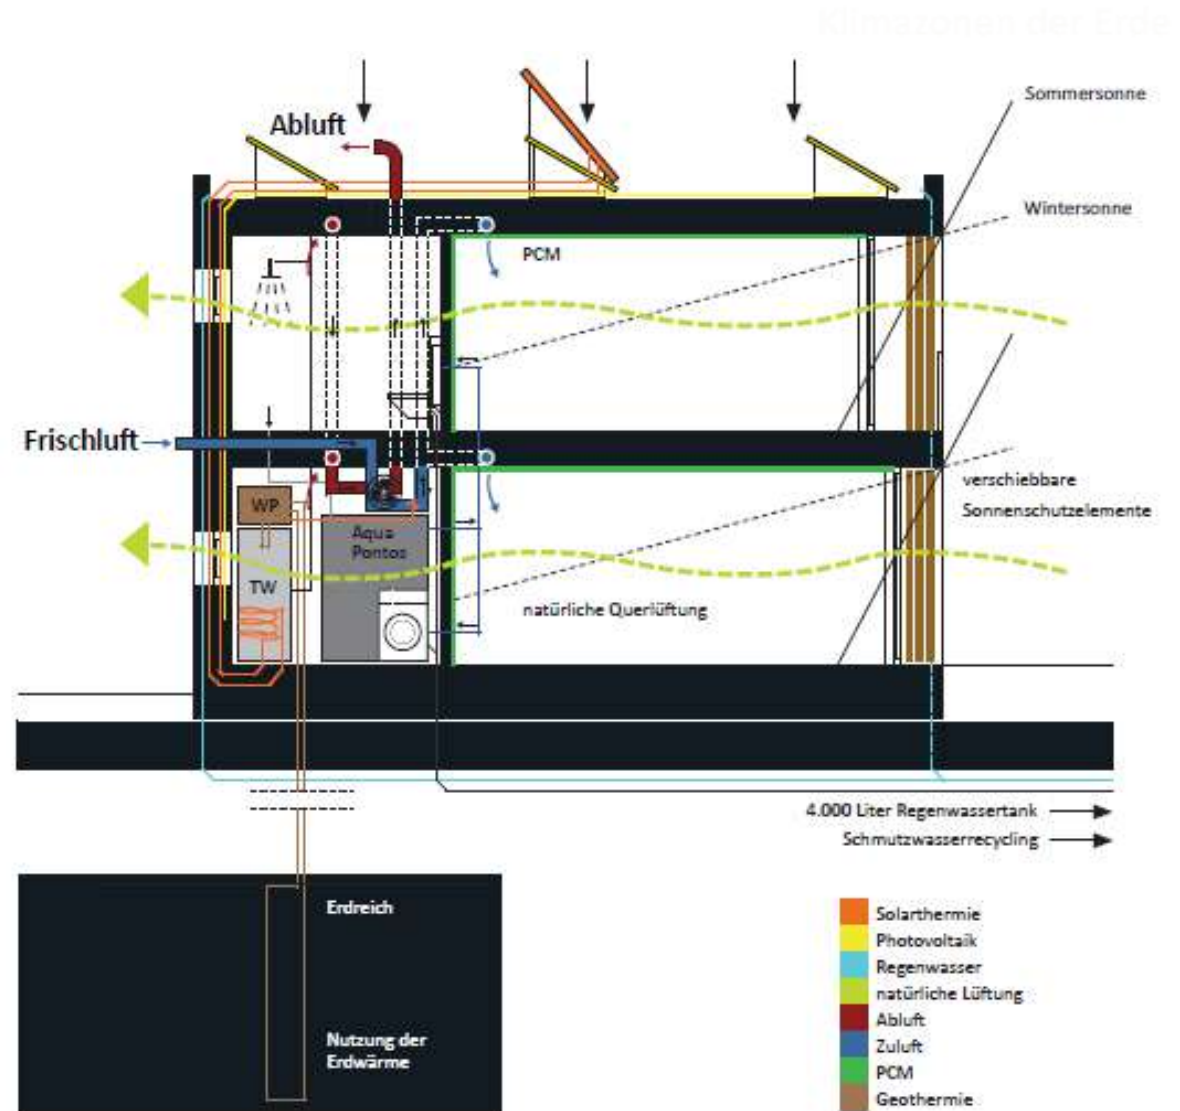 Klimazonen der Erde
Sommersonne
Abluft
Wintersonne
PCM
Frischluft
verschiebbare
Sonnenschutzelemente
WP
Aqua
Pontos
TW
natürliche Querlüftung
4.000 Liter Regenwassertank
Schmutzwasserrecycling
Erdreich
Nutzung der
Erdwärme
Solarthermie
Photovoltaik
Regenwasser
natürliche Lüftung
Abluft
Zuluft
PCM
Geothermie